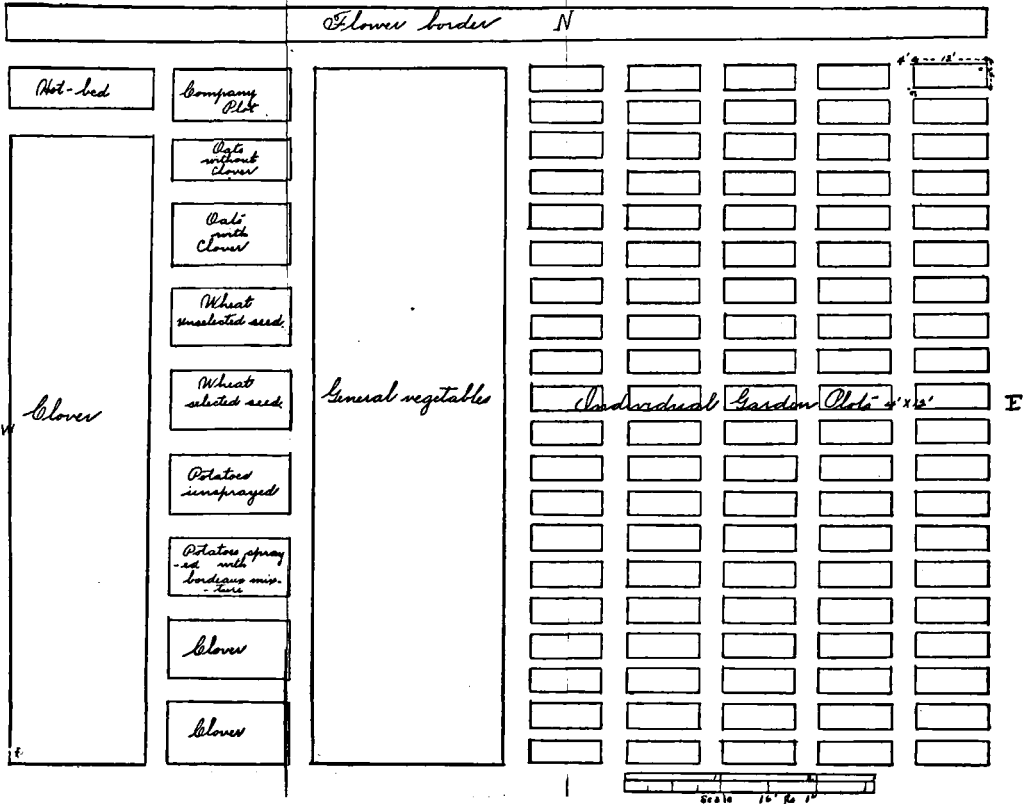 Flower border
N
4' 12'
Hot-bed
Company
Plot
Oats
without
Clover
Oats
with
Clover
Wheat
unselected seed.
Wheat
selected seed.
General vegetables
Individual Garden Plots 4' x 12'
E
Clover
W
Potatoes
unsprayed
Potatoes spray
-ed with
bordeaux mix-
-ture
Clover
Clover
Scale 16' to 1"